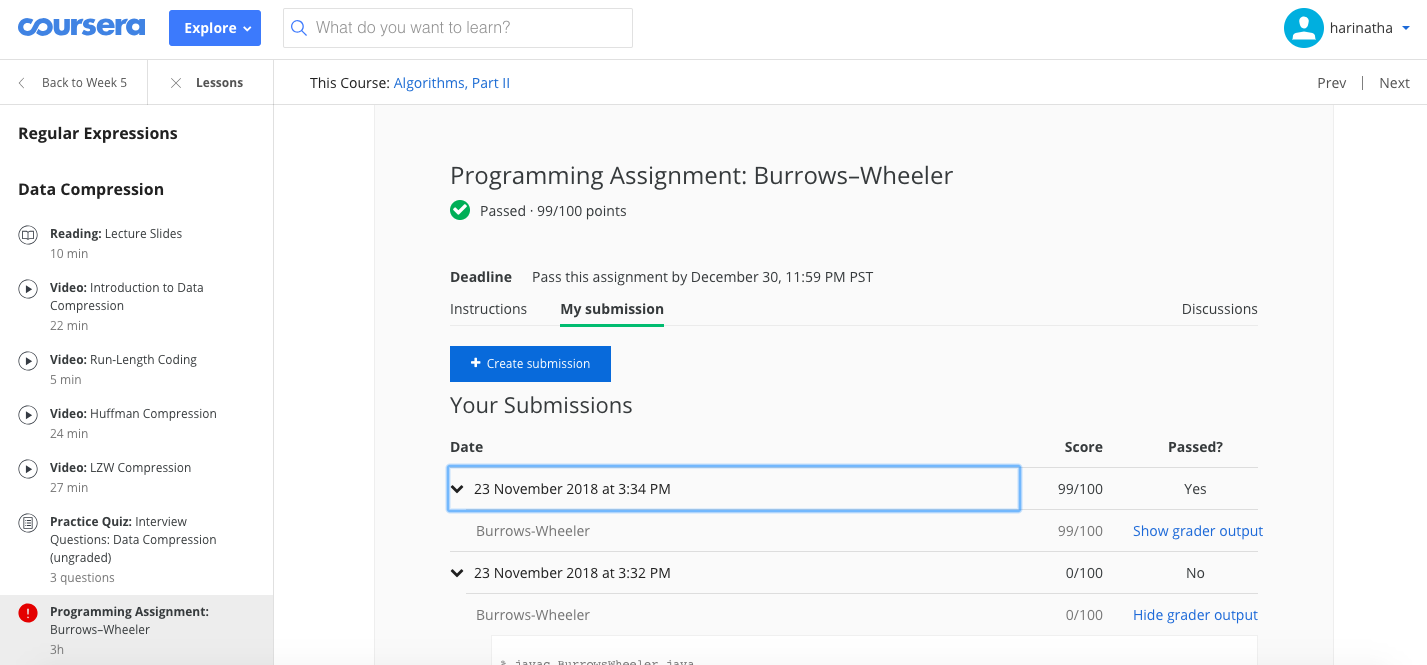 coursera
Explore
What do you want to learn?
harinatha
Back to Week 5
Lessons
This Course: Algorithms, Part II
Prev | Next
Regular Expressions
Data Compression
Reading: Lecture Slides
10 min
Video: Introduction to Data
Compression
22 min
Video: Run-Length Coding
5 min
Video: Huffman Compression
24 min
Video: LZW Compression
27 min
Practice Quiz: Interview
Questions: Data Compression
(ungraded)
3 questions
Programming Assignment:
Burrows–Wheeler
3h
Programming Assignment: Burrows–Wheeler
Passed · 99/100 points
Deadline Pass this assignment by December 30, 11:59 PM PST
Instructions My submission Discussions
+ Create submission
Your Submissions
Date Score Passed?
23 November 2018 at 3:34 PM 99/100 Yes
Burrows-Wheeler 99/100 Show grader output
23 November 2018 at 3:32 PM 0/100 No
Burrows-Wheeler 0/100 Hide grader output
% javac BurrowsWheeler.java